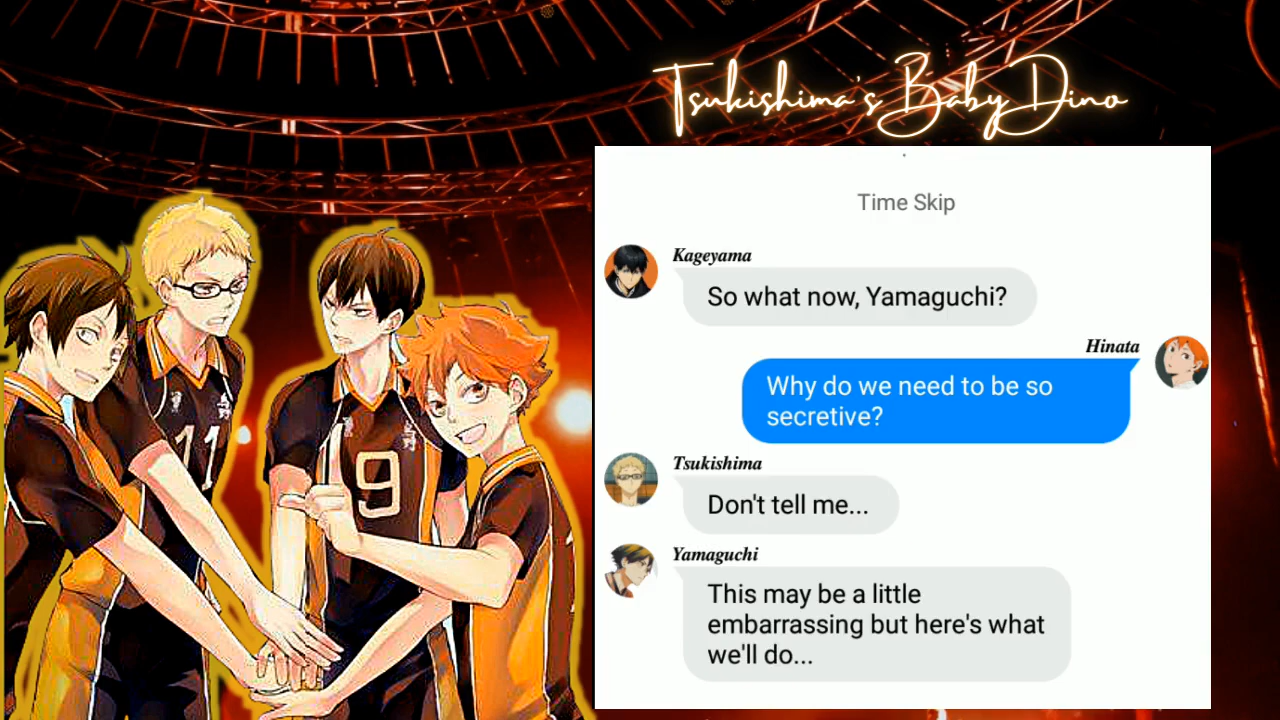 Tsukishima's Baby Dino
Time Skip
Kageyama
So what now, Yamaguchi?
Hinata
Why do we need to be so
secretive?
Tsukishima
Don't tell me...
Yamaguchi
This may be a little
embarrassing but here's what
we'll do...
11
9